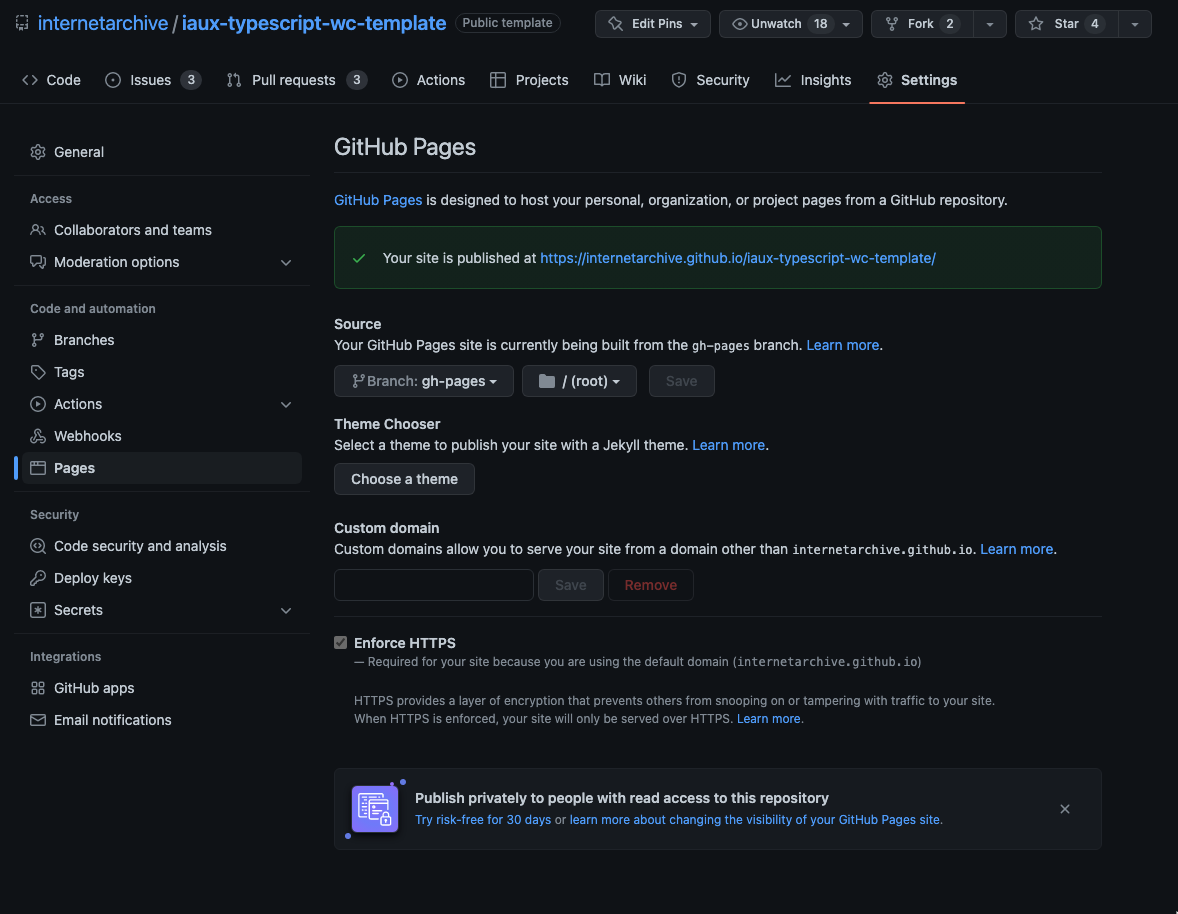 internetarchive / iaux-typescript-wc-template Public template Edit Pins Unwatch 18 Fork 2 Star 4
Code Issues 3 Pull requests 3 Actions Projects Wiki Security Insights Settings
General
Access
Collaborators and teams
Moderation options
Code and automation
Branches
Tags
Actions
Webhooks
Pages
Security
Code security and analysis
Deploy keys
Secrets
Integrations
GitHub apps
Email notifications
GitHub Pages
GitHub Pages is designed to host your personal, organization, or project pages from a GitHub repository.
Your site is published at https://internetarchive.github.io/iaux-typescript-wc-template/
Source
Your GitHub Pages site is currently being built from the gh-pages branch. Learn more.
Branch: gh-pages / (root) Save
Theme Chooser
Select a theme to publish your site with a Jekyll theme. Learn more.
Choose a theme
Custom domain
Custom domains allow you to serve your site from a domain other than internetarchive.github.io. Learn more.
Save Remove
Enforce HTTPS
— Required for your site because you are using the default domain (internetarchive.github.io)
HTTPS provides a layer of encryption that prevents others from snooping on or tampering with traffic to your site.
When HTTPS is enforced, your site will only be served over HTTPS. Learn more.
Publish privately to people with read access to this repository
Try risk-free for 30 days or learn more about changing the visibility of your GitHub Pages site.